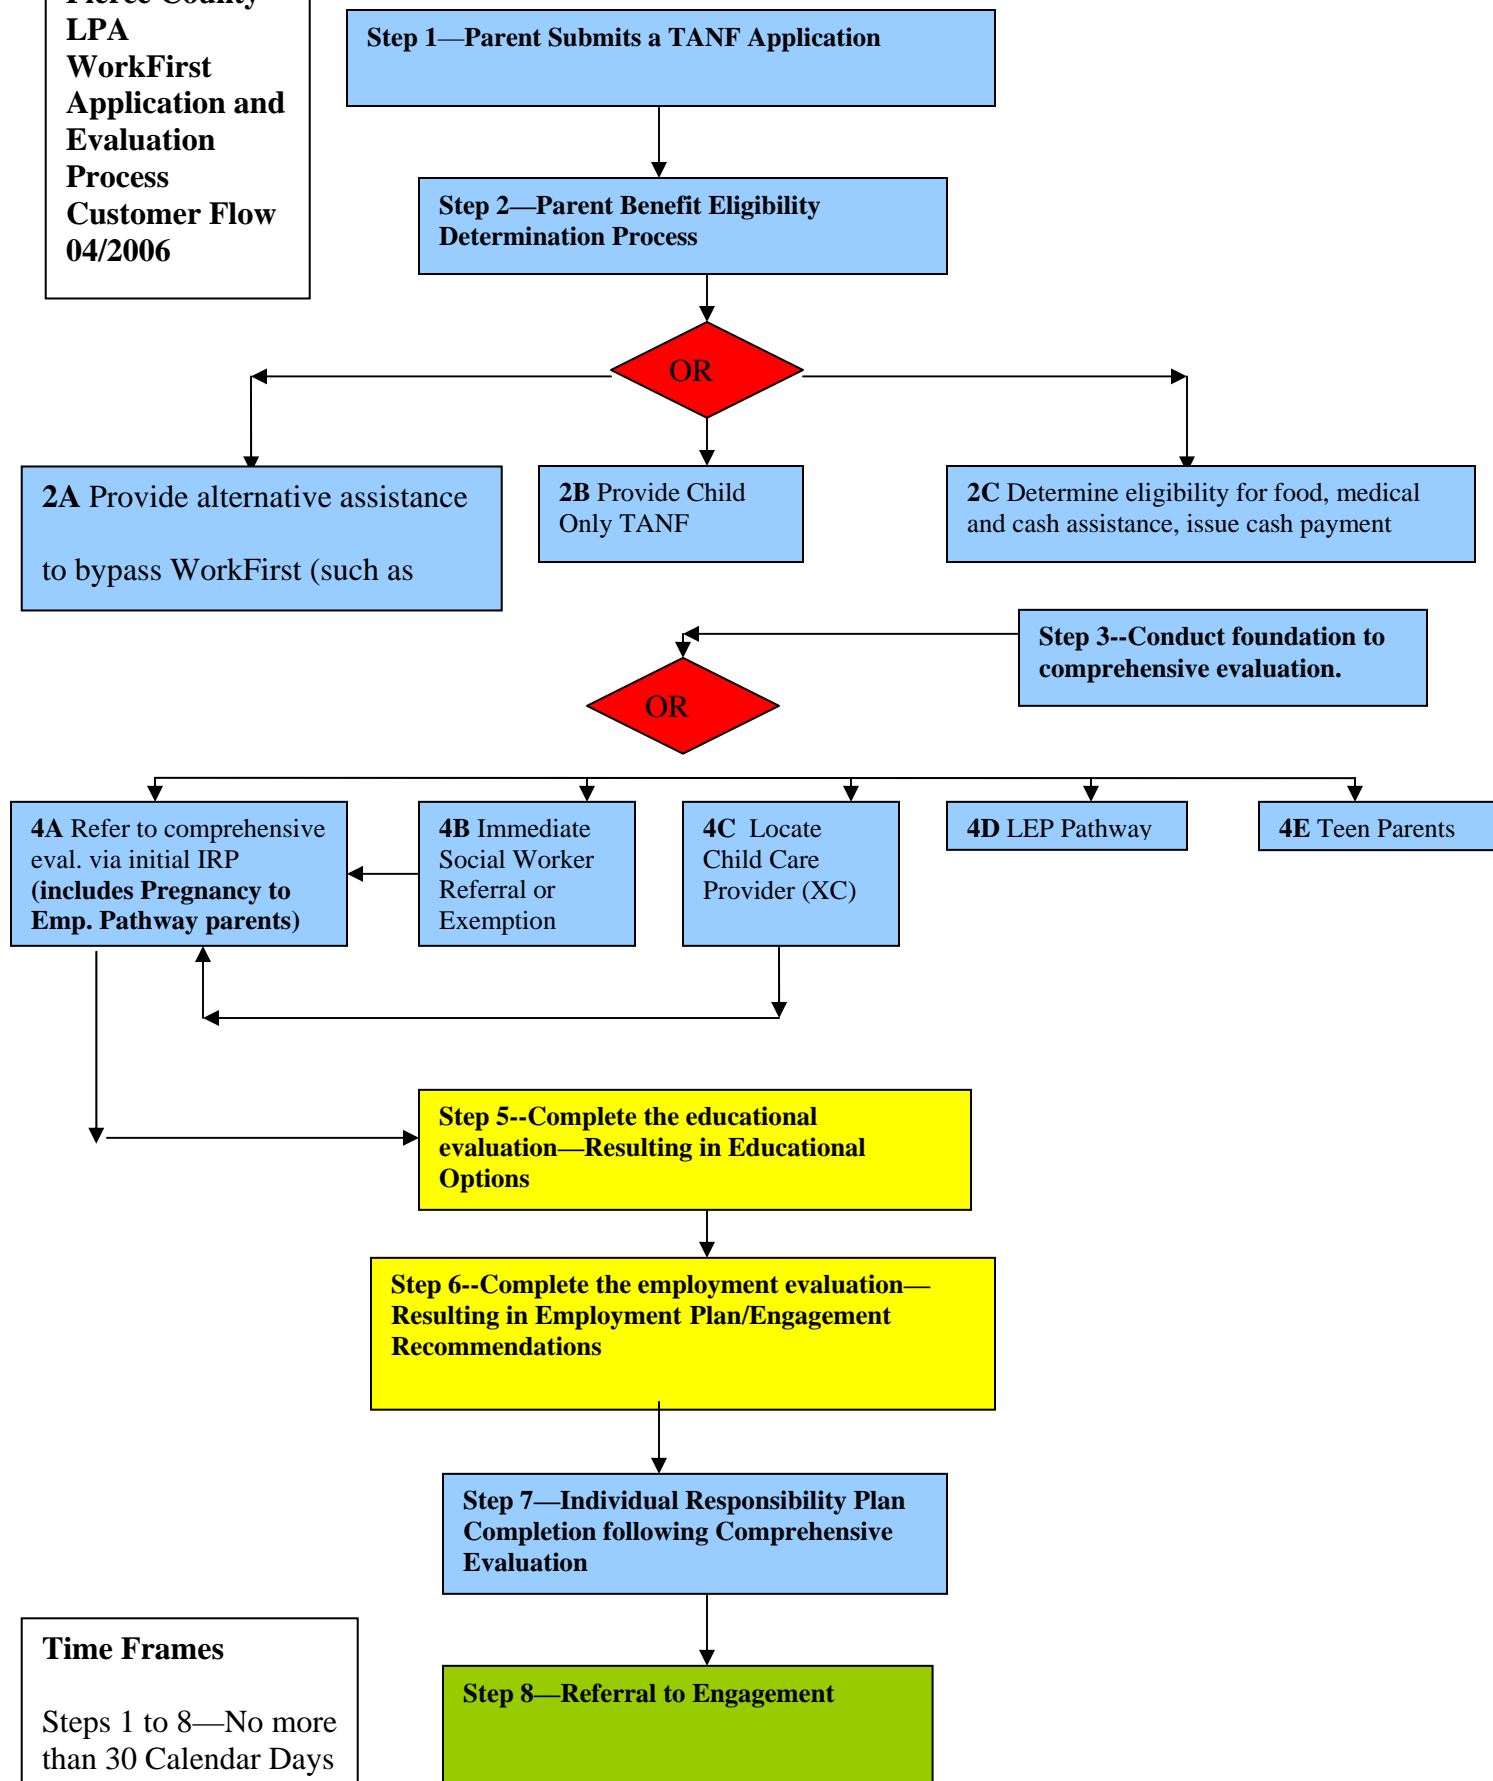 Pierce County
LPA
WorkFirst
Application and
Evaluation
Process
Customer Flow
04/2006
Step 1—Parent Submits a TANF Application
Step 2—Parent Benefit Eligibility
Determination Process
OR
2A Provide alternative assistance
to bypass WorkFirst (such as
2B Provide Child
Only TANF
2C Determine eligibility for food, medical
and cash assistance, issue cash payment
Step 3--Conduct foundation to
comprehensive evaluation.
OR
4A Refer to comprehensive
eval. via initial IRP
(includes Pregnancy to
Emp. Pathway parents)
4B Immediate
Social Worker
Referral or
Exemption
4C Locate
Child Care
Provider (XC)
4D LEP Pathway
4E Teen Parents
Step 5--Complete the educational
evaluation—Resulting in Educational
Options
Step 6--Complete the employment evaluation—
Resulting in Employment Plan/Engagement
Recommendations
Step 7—Individual Responsibility Plan
Completion following Comprehensive
Evaluation
Step 8—Referral to Engagement
Time Frames
Steps 1 to 8—No more
than 30 Calendar Days